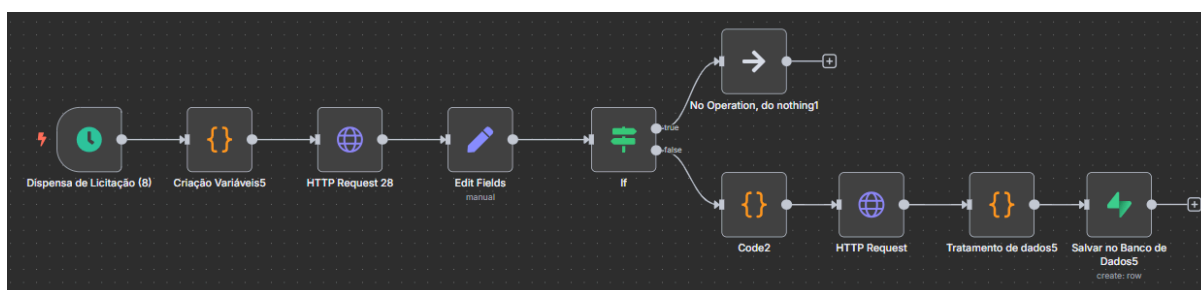 No Operation, do nothing1
true
false
Dispensa de Licitação (8)
Criação Variáveis5
HTTP Request 28
Edit Fields
manual
If
Code2
HTTP Request
Tratamento de dados5
Salvar no Banco de
Dados5
create: row